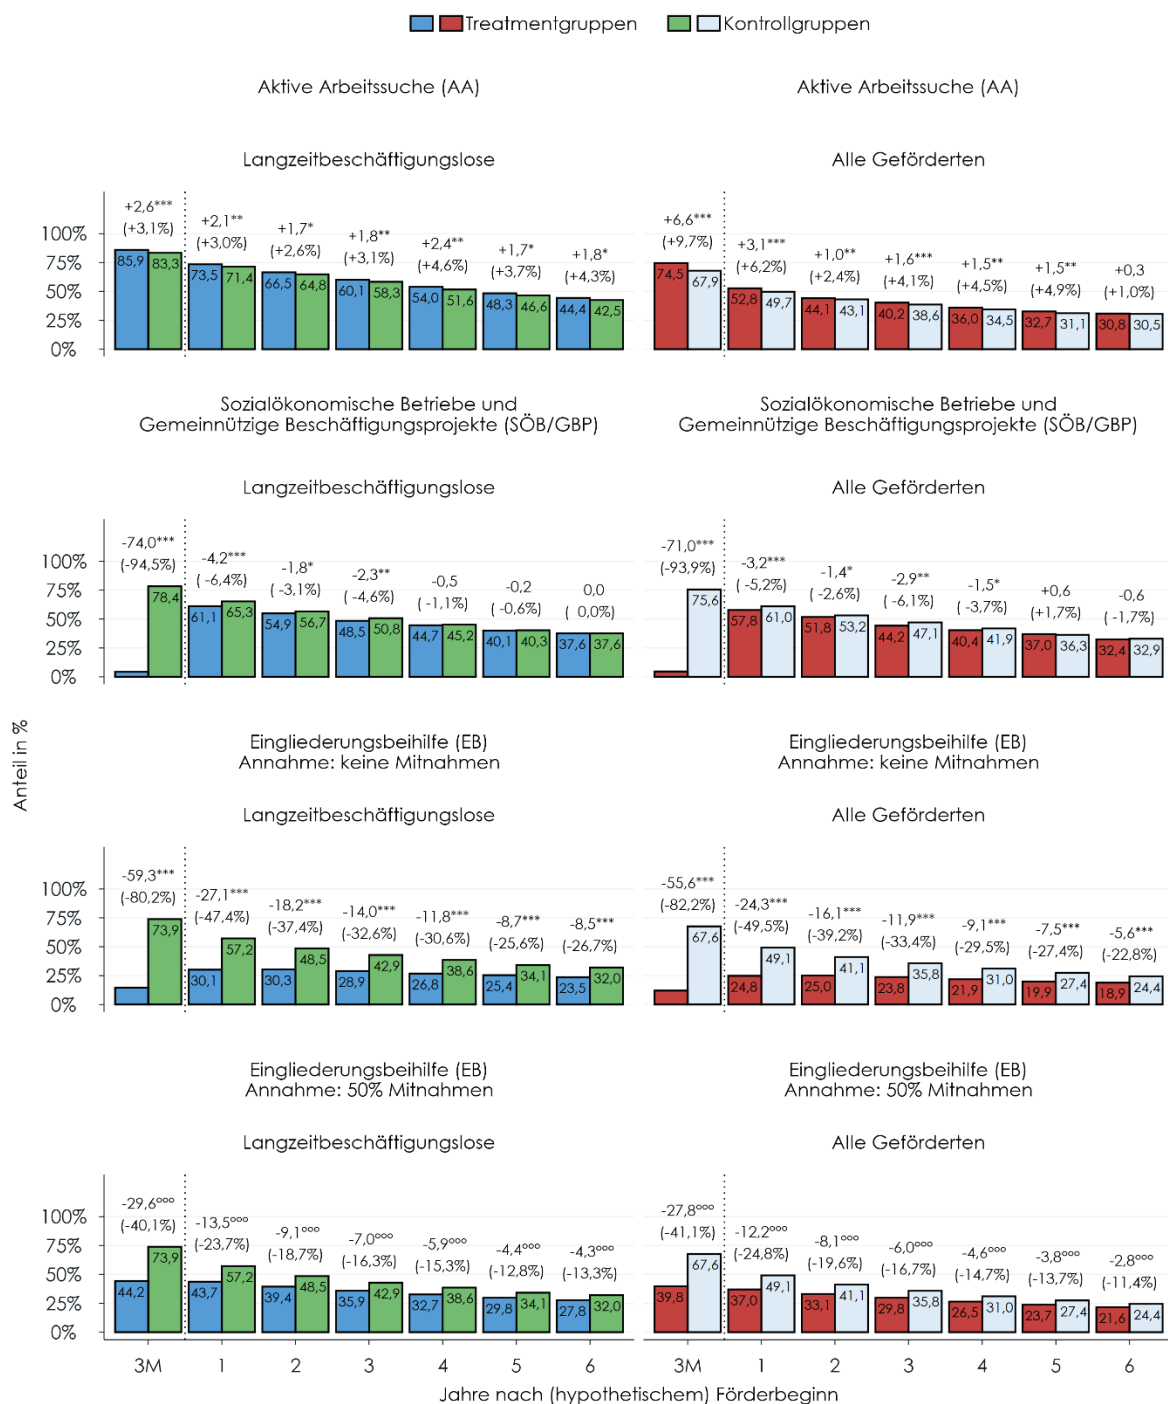 Treatmentgruppen Kontrollgruppen
Aktive Arbeitssuche (AA) Aktive Arbeitssuche (AA)
Langzeitbeschäftigungslose Alle Geförderten
+2,6*** +2,1** +1,7* +1,8** +2,4** +1,7* +1,8* +6,6*** +3,1*** +1,0** +1,6*** +1,5** +1,5** +0,3
(+3,1%) (+3,0%) (+2,6%) (+3,1%) (+4,6%) (+3,7%) (+4,3%) (+9,7%) (+6,2%) (+2,4%) (+4,1%) (+4,5%) (+4,9%) (+1,0%)
100%
75%
50%
25%
0%
85,9 83,3 73,5 71,4 66,5 64,8 60,1 58,3 54,0 51,6 48,3 46,6 44,4 42,5 74,5 67,9 52,8 49,7 44,1 43,1 40,2 38,6 36,0 34,5 32,7 31,1 30,8 30,5
Sozialökonomische Betriebe und Sozialökonomische Betriebe und
Gemeinnützige Beschäftigungsprojekte (SÖB/GBP) Gemeinnützige Beschäftigungsprojekte (SÖB/GBP)
Langzeitbeschäftigungslose Alle Geförderten
-74,0*** -4,2*** -1,8* -2,3** -0,5 -0,2 0,0 -71,0*** -3,2*** -1,4* -2,9** -1,5* +0,6 -0,6
(-94,5%) ( -6,4%) ( -3,1%) ( -4,6%) ( -1,1%) ( -0,6%) ( 0,0%) (-93,9%) ( -5,2%) ( -2,6%) ( -6,1%) ( -3,7%) ( +1,7%) ( -1,7%)
100%
75%
50%
25%
0%
78,4 61,1 65,3 54,9 56,7 48,5 50,8 44,7 45,2 40,1 40,3 37,6 37,6 75,6 57,8 61,0 51,8 53,2 44,2 47,1 40,4 41,9 37,0 36,3 32,4 32,9
Anteil in %
Eingliederungsbeihilfe (EB) Eingliederungsbeihilfe (EB)
Annahme: keine Mitnahmen Annahme: keine Mitnahmen
Langzeitbeschäftigungslose Alle Geförderten
-59,3*** -27,1*** -18,2*** -14,0*** -11,8*** -8,7*** -8,5*** -55,6*** -24,3*** -16,1*** -11,9*** -9,1*** -7,5*** -5,6***
(-80,2%) (-47,4%) (-37,4%) (-32,6%) (-30,6%) (-25,6%) (-26,7%) (-82,2%) (-49,5%) (-39,2%) (-33,4%) (-29,5%) (-27,4%) (-22,8%)
100%
75%
50%
25%
0%
73,9 30,1 57,2 30,3 48,5 28,9 42,9 26,8 38,6 25,4 34,1 23,5 32,0 67,6 24,8 49,1 25,0 41,1 23,8 35,8 21,9 31,0 19,9 27,4 18,9 24,4
Eingliederungsbeihilfe (EB) Eingliederungsbeihilfe (EB)
Annahme: 50% Mitnahmen Annahme: 50% Mitnahmen
Langzeitbeschäftigungslose Alle Geförderten
-29,6°°° -13,5°°° -9,1°°° -7,0°°° -5,9°°° -4,4°°° -4,3°°° -27,8°°° -12,2°°° -8,1°°° -6,0°°° -4,6°°° -3,8°°° -2,8°°°
(-40,1%) (-23,7%) (-18,7%) (-16,3%) (-15,3%) (-12,8%) (-13,3%) (-41,1%) (-24,8%) (-19,6%) (-16,7%) (-14,7%) (-13,7%) (-11,4%)
100%
75%
50%
25%
0%
44,2 73,9 43,7 57,2 39,4 48,5 35,9 42,9 32,7 38,6 29,8 34,1 27,8 32,0 39,8 67,6 37,0 49,1 33,1 41,1 29,8 35,8 26,5 31,0 23,7 27,4 21,6 24,4
3M 1 2 3 4 5 6 3M 1 2 3 4 5 6
Jahre nach (hypothetischem) Förderbeginn